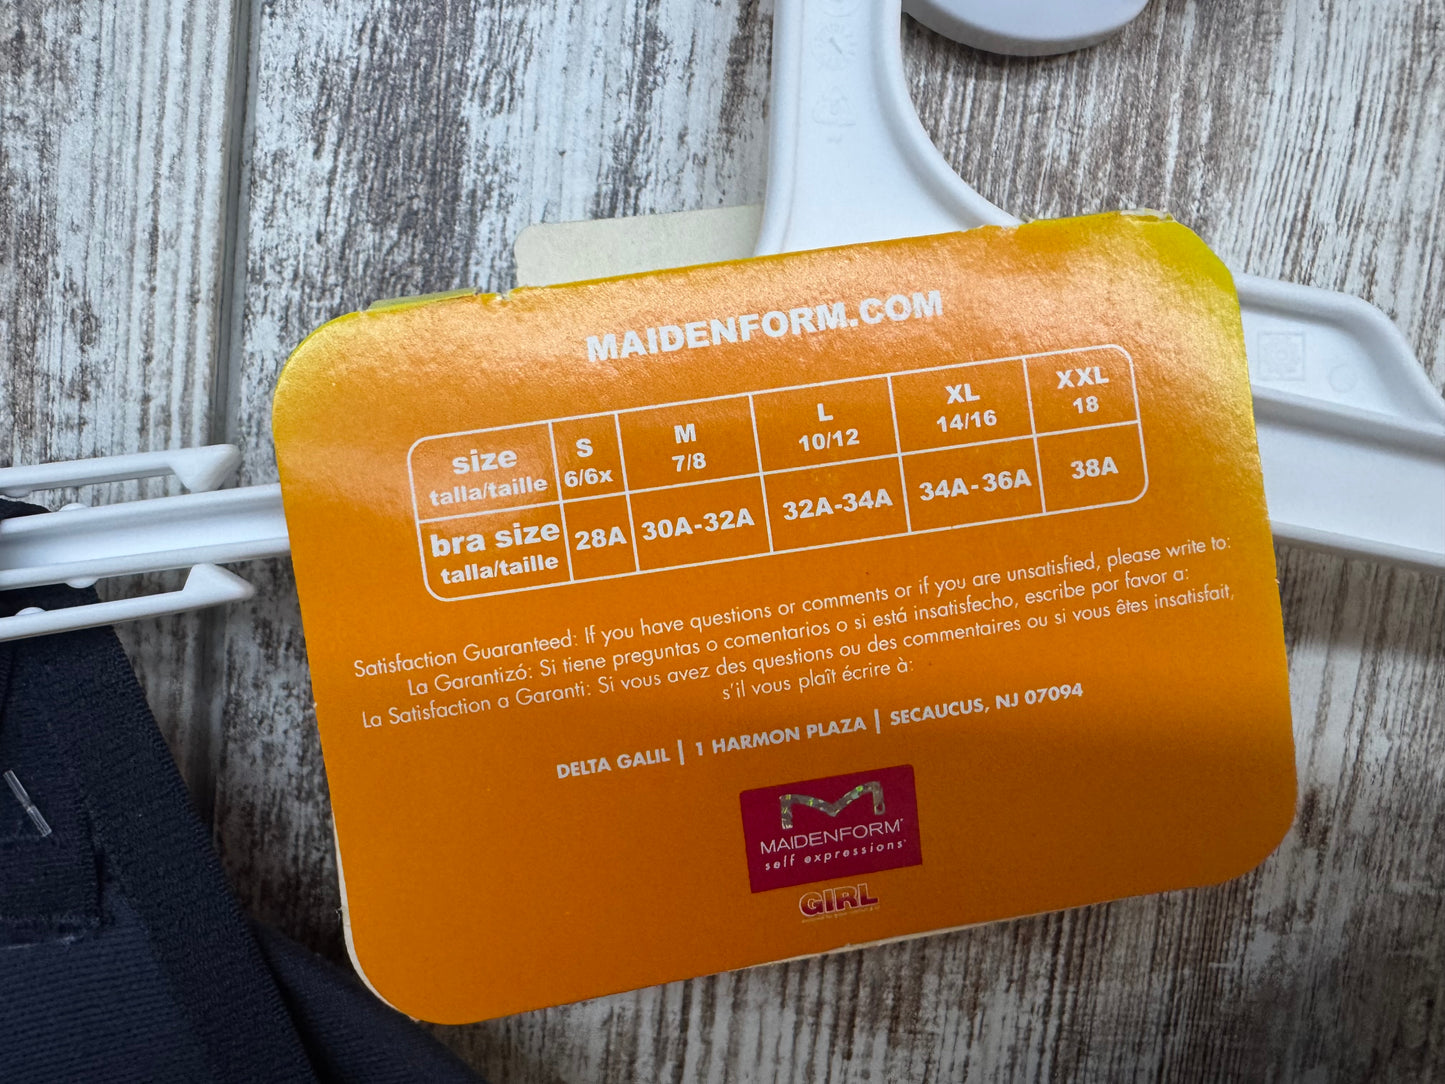 MAIDENFORM.COM
size S M L XL XXL
talla/taille 6/6x 7/8 10/12 14/16 18
bra size 28A 30A-32A 32A-34A 34A-36A 38A
talla/taille
Satisfaction Guaranteed: If you have questions or comments or if you are unsatisfied, please write to:
La Garantizó: Si tiene preguntas o comentarios o si está insatisfecho, escribe por favor a:
La Satisfaction a Garanti: Si vous avez des questions ou des commentaires ou si vous êtes insatisfait,
s'il vous plaît écrire à:
DELTA GALIL | 1 HARMON PLAZA | SECAUCUS, NJ 07094
M
MAIDENFORM®
self expressions®
GIRL